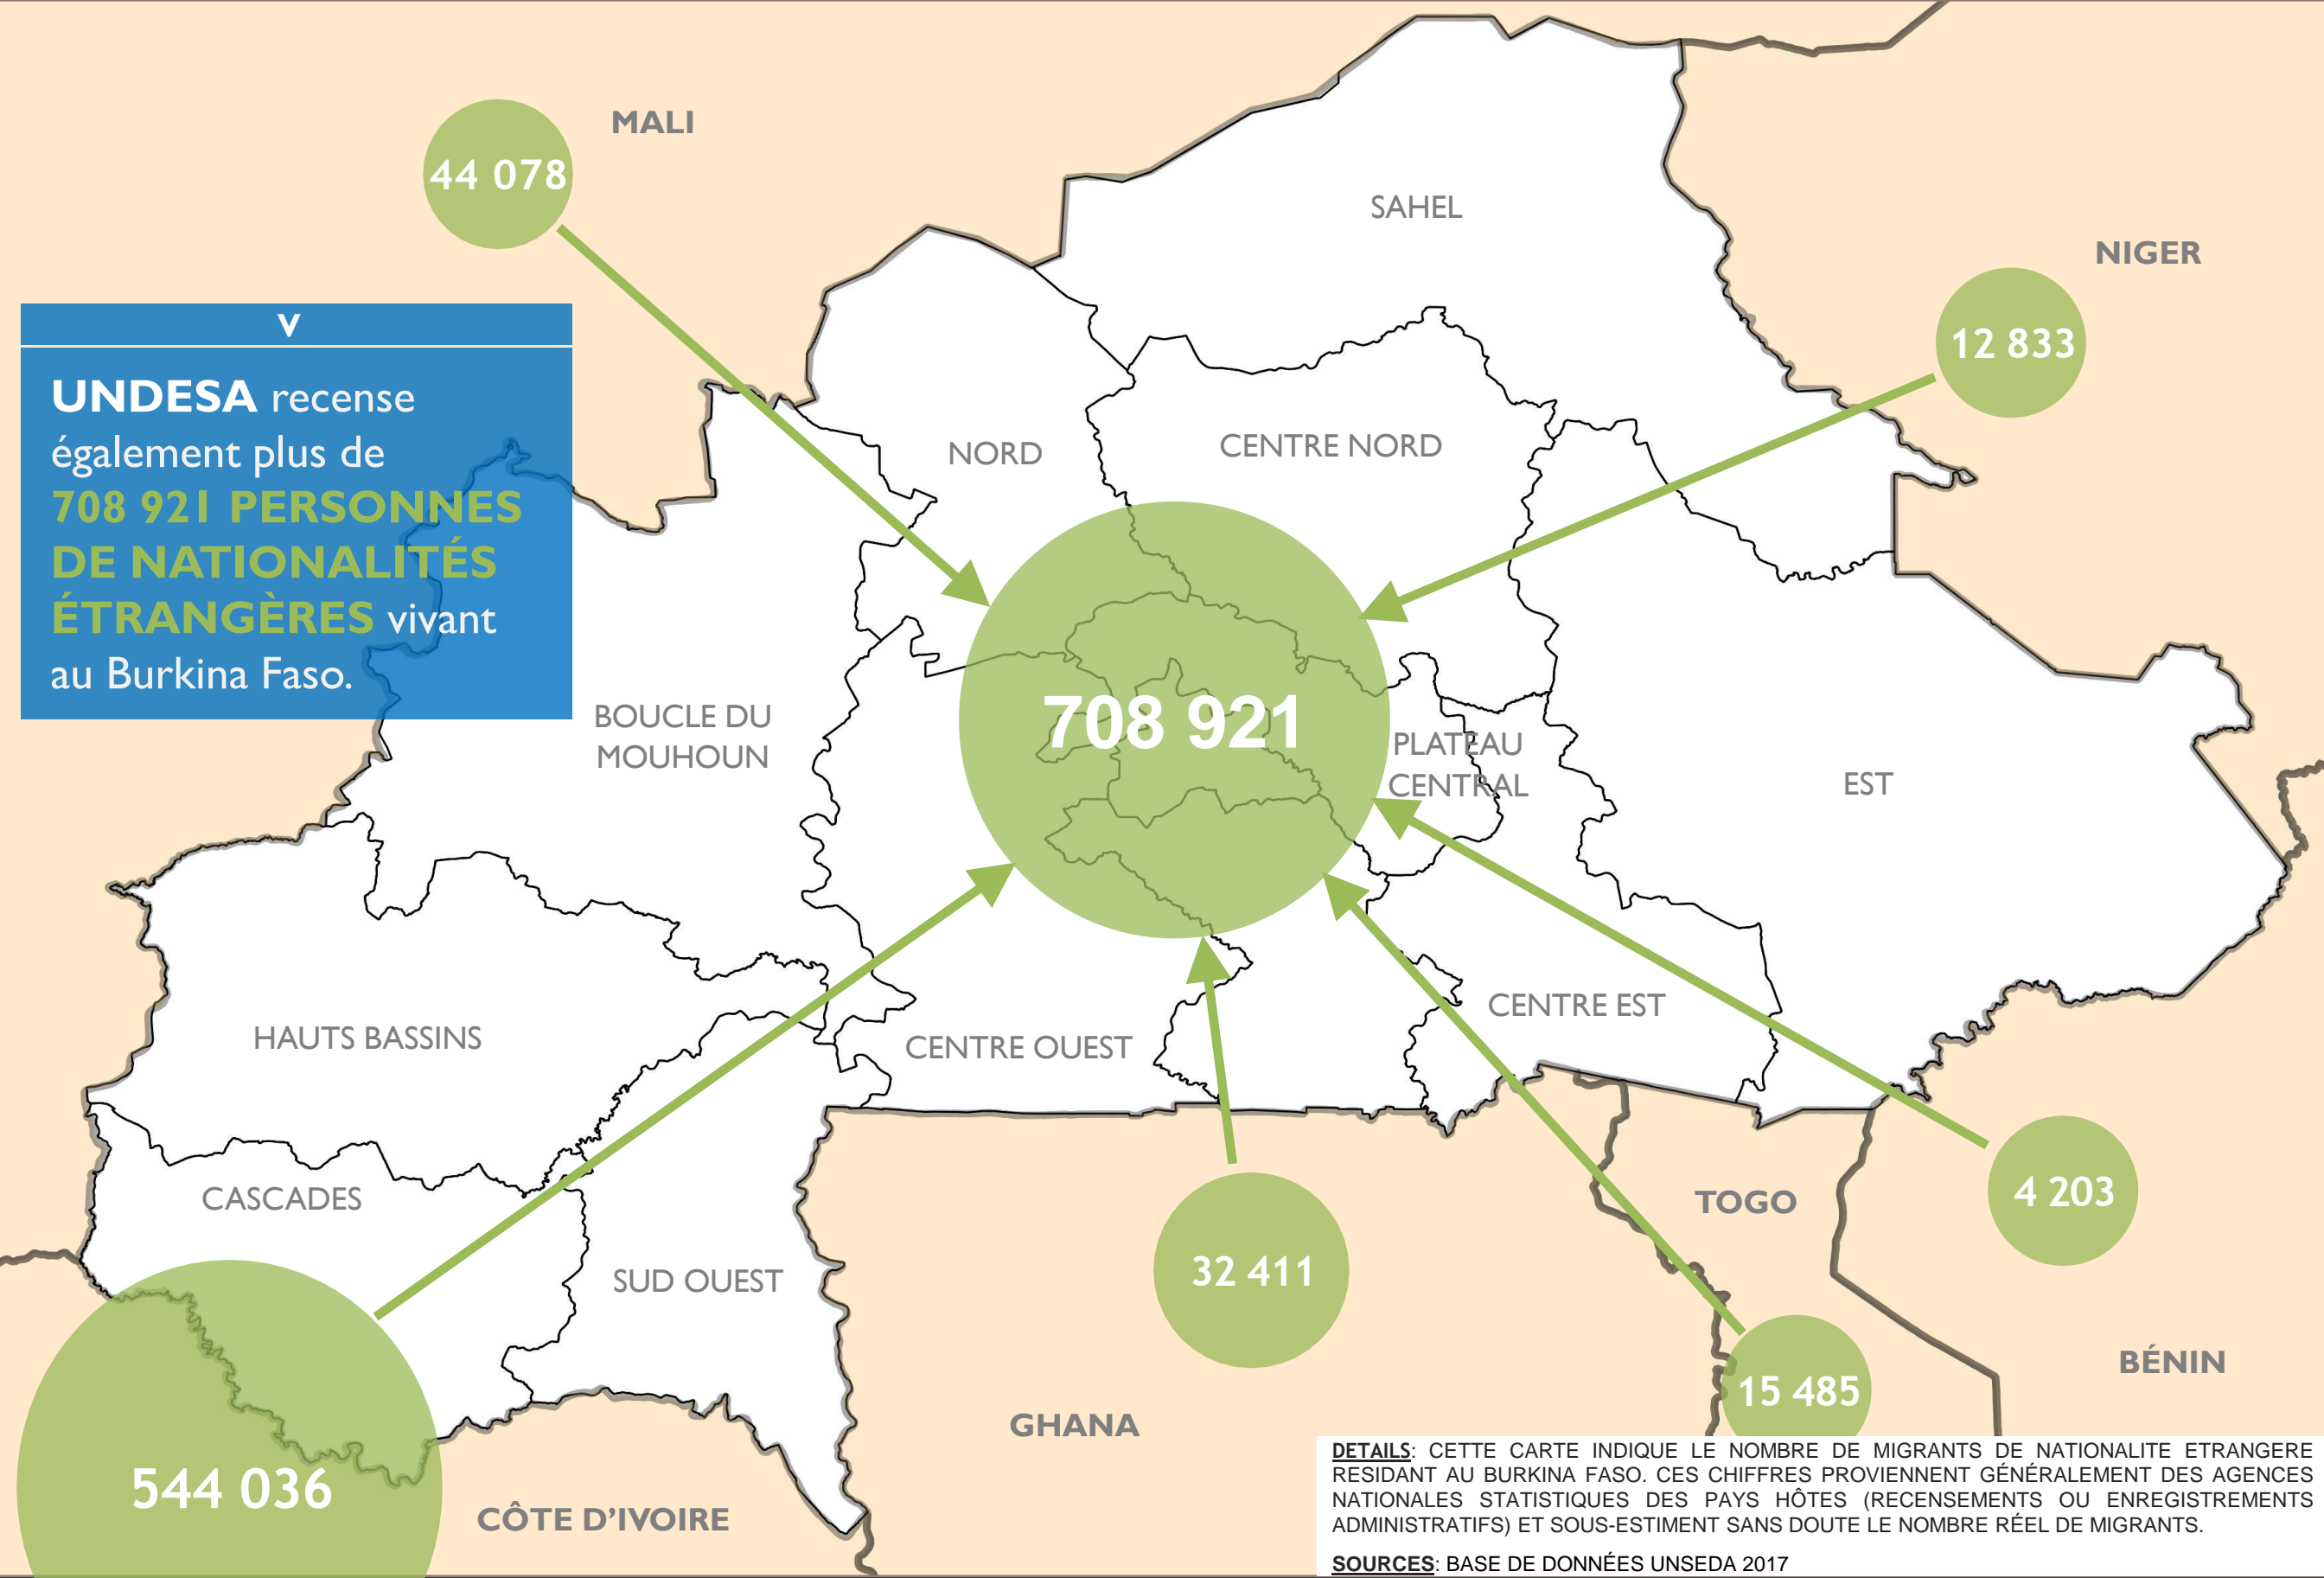 MALI
44 078
SAHEL
NIGER
12 833
V
UNDESA recense
également plus de
708 921 PERSONNES
DE NATIONALITÉS
ÉTRANGÈRES vivant
au Burkina Faso.
NORD
CENTRE NORD
BOUCLE DU
MOUHOUN
708 921
PLATEAU
CENTRAL
EST
HAUTS BASSINS
CENTRE OUEST
CENTRE EST
CASCADES
SUD OUEST
32 411
TOGO
4 203
BÉNIN
15 485
GHANA
544 036
CÔTE D'IVOIRE
DETAILS: CETTE CARTE INDIQUE LE NOMBRE DE MIGRANTS DE NATIONALITE ETRANGERE
RESIDANT AU BURKINA FASO. CES CHIFFRES PROVIENNENT GÉNÉRALEMENT DES AGENCES
NATIONALES STATISTIQUES DES PAYS HÔTES (RECENSEMENTS OU ENREGISTREMENTS
ADMINISTRATIFS) ET SOUS-ESTIMENT SANS DOUTE LE NOMBRE RÉEL DE MIGRANTS.
SOURCES: BASE DE DONNÉES UNSEDA 2017